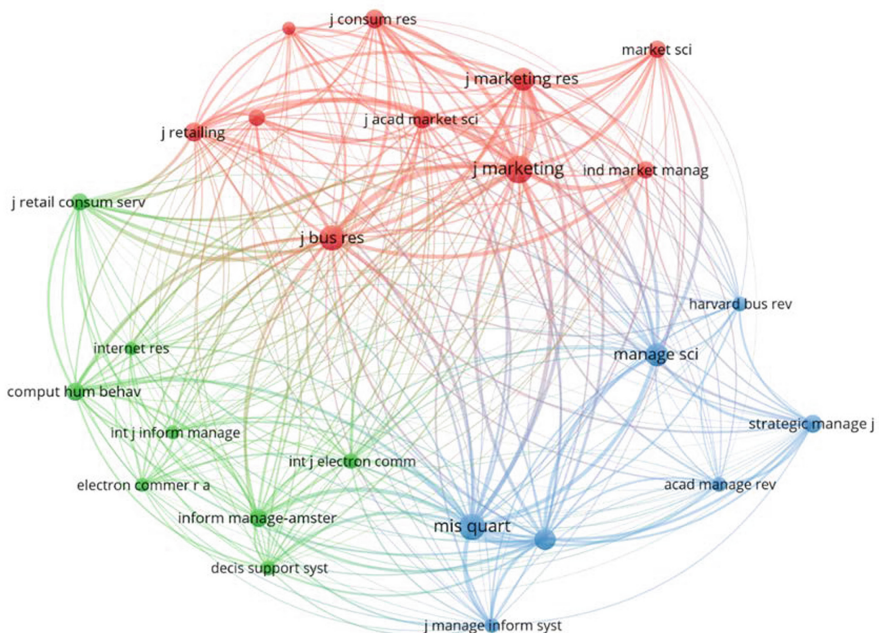 j consum res
market sci
j marketing res
j acad market sci
j retailing
j marketing
ind market manag
j retail consum serv
j bus res
harvard bus rev
internet res
manage sci
comput hum behav
strategic manage j
int j inform manage
int j electron comm
electron commer r a
acad manage rev
inform manage-amster
mis quart
decis support syst
j manage inform syst